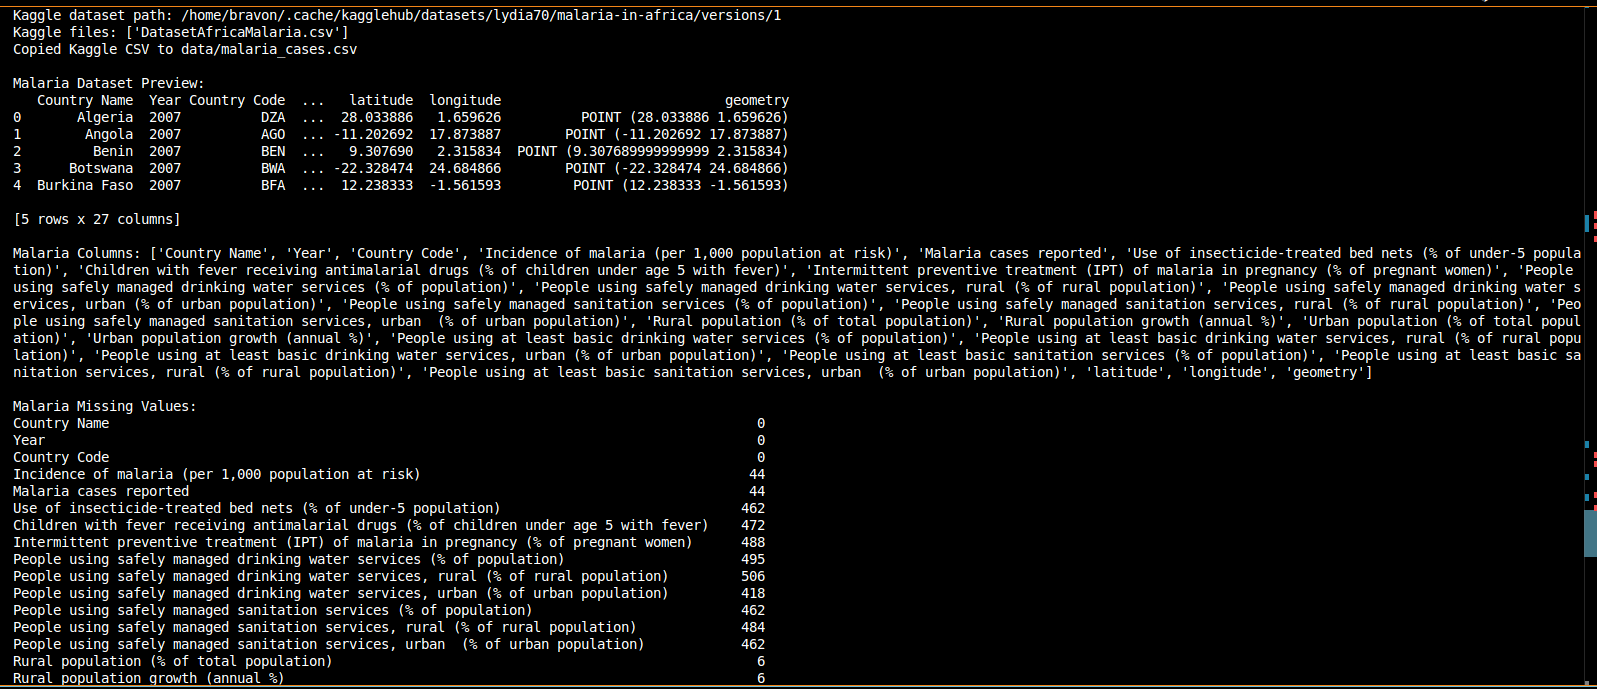 Kaggle dataset path: /home/bravon/.cache/kagglehub/datasets/lydia70/malaria-in-africa/versions/1
Kaggle files: ['DatasetAfricaMalaria.csv']
Copied Kaggle CSV to data/malaria_cases.csv
Malaria Dataset Preview:
   Country Name  Year Country Code  ...   latitude  longitude                            geometry
0       Algeria  2007          DZA  ...  28.033886   1.659626         POINT (28.033886 1.659626)
1        Angola  2007          AGO  ... -11.202692  17.873887       POINT (-11.202692 17.873887)
2         Benin  2007          BEN  ...   9.307690   2.315834  POINT (9.307689999999999 2.315834)
3      Botswana  2007          BWA  ... -22.328474  24.684866       POINT (-22.328474 24.684866)
4  Burkina Faso  2007          BFA  ...  12.238333  -1.561593        POINT (12.238333 -1.561593)
[5 rows x 27 columns]
Malaria Columns: ['Country Name', 'Year', 'Country Code', 'Incidence of malaria (per 1,000 population at risk)', 'Malaria cases reported', 'Use of insecticide-treated bed nets (% of under-5 popula
tion)', 'Children with fever receiving antimalarial drugs (% of children under age 5 with fever)', 'Intermittent preventive treatment (IPT) of malaria in pregnancy (% of pregnant women)', 'People
using safely managed drinking water services (% of population)', 'People using safely managed drinking water services, rural (% of rural population)', 'People using safely managed drinking water s
ervices, urban (% of urban population)', 'People using safely managed sanitation services (% of population)', 'People using safely managed sanitation services, rural (% of rural population)', 'Peo
ple using safely managed sanitation services, urban  (% of urban population)', 'Rural population (% of total population)', 'Rural population growth (annual %)', 'Urban population (% of total popul
ation)', 'Urban population growth (annual %)', 'People using at least basic drinking water services (% of population)', 'People using at least basic drinking water services, rural (% of rural popu
lation)', 'People using at least basic drinking water services, urban (% of urban population)', 'People using at least basic sanitation services (% of population)', 'People using at least basic sa
nitation services, rural (% of rural population)', 'People using at least basic sanitation services, urban  (% of urban population)', 'latitude', 'longitude', 'geometry']
Malaria Missing Values:
Country Name 0
Year 0
Country Code 0
Incidence of malaria (per 1,000 population at risk) 44
Malaria cases reported 44
Use of insecticide-treated bed nets (% of under-5 population) 462
Children with fever receiving antimalarial drugs (% of children under age 5 with fever) 472
Intermittent preventive treatment (IPT) of malaria in pregnancy (% of pregnant women) 488
People using safely managed drinking water services (% of population) 495
People using safely managed drinking water services, rural (% of rural population) 506
People using safely managed drinking water services, urban (% of urban population) 418
People using safely managed sanitation services (% of population) 462
People using safely managed sanitation services, rural (% of rural population) 484
People using safely managed sanitation services, urban  (% of urban population) 462
Rural population (% of total population) 6
Rural population growth (annual %) 6